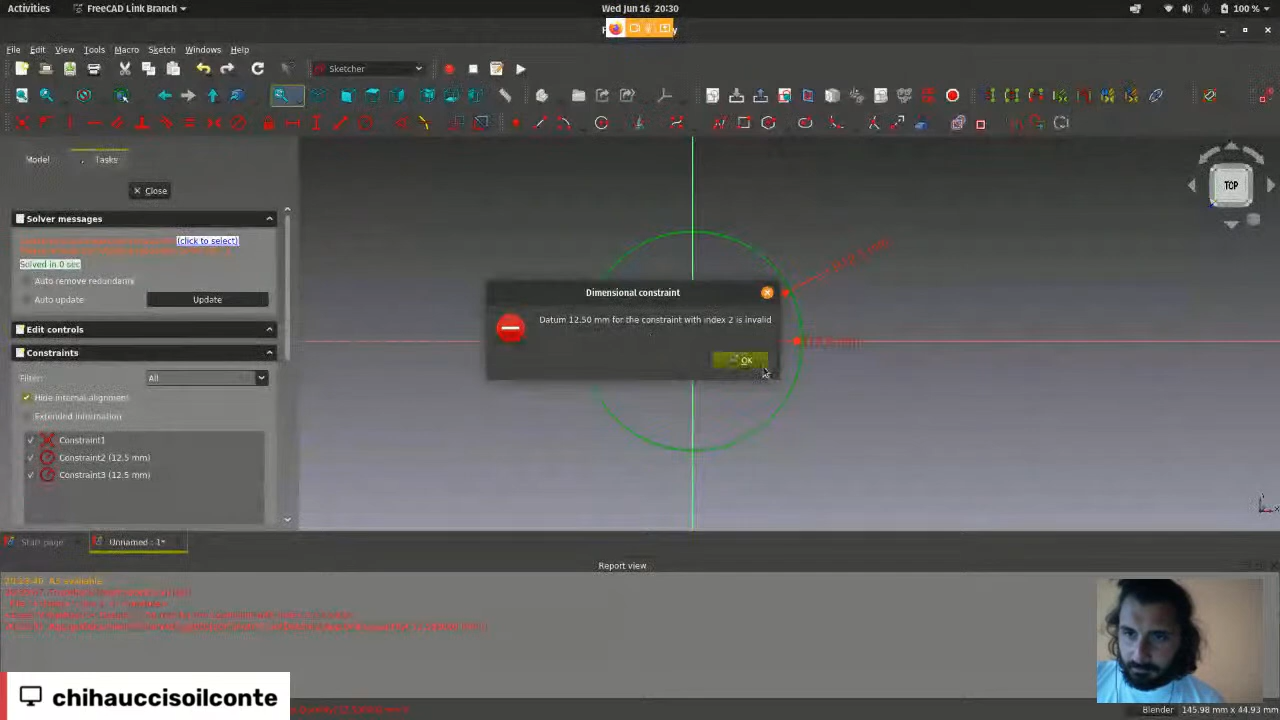 Activities
FreeCAD Link Branch
Wed Jun 16 20:30
100 %
File Edit View Tools Macro Sketch Windows Help
Sketcher
Model
Tasks
Close
TOP
Solver messages
(click to select)
Solved in 0 sec
Auto remove redundants
Auto update
Update
Edit controls
Constraints
Filter:
All
Hide internal alignment
Extended information
Constraint1
Constraint2 (12.5 mm)
Constraint3 (12.5 mm)
Dimensional constraint
Datum 12.50 mm for the constraint with index 2 is invalid
OK
Start page
Unnamed : 1*
Report view
chihauccisoilconte
Blender
145.98 mm x 44.93 mm